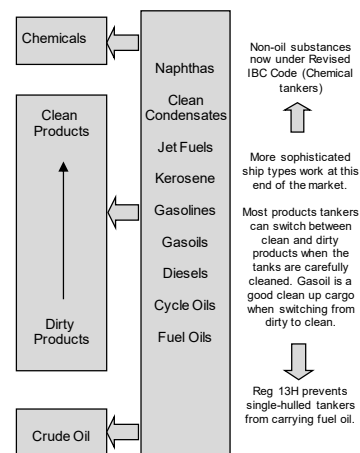 Chemicals
Clean
Products
Dirty
Products
Crude Oil
Naphthas
Clean
Condensates
Jet Fuels
Kerosene
Gasolines
Gasoils
Diesels
Cycle Oils
Fuel Oils
Non-oil substances
now under Revised
IBC Code (Chemical
tankers)
More sophisticated
ship types work at this
end of the market.
Most products tankers
can switch between
clean and dirty
products when the
tanks are carefully
cleaned. Gasoil is a
good clean up cargo
when switching from
dirty to clean.
Reg 13H prevents
single-hulled tankers
from carrying fuel oil.